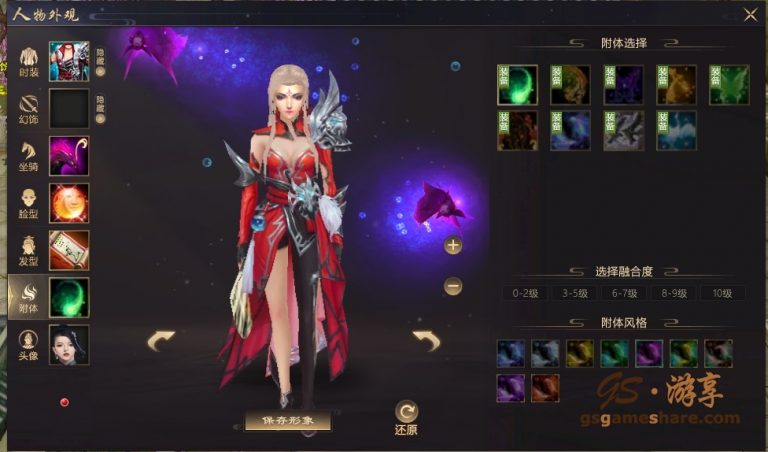 人物外观
时装
隐藏
幻饰
隐藏
坐骑
脸型
发型
附体
头像
保存形象
还原
附体选择
装备 装备 装备 装备 装备
装备 装备 装备 装备
选择融合度
0-2级 3-5级 6-7级 8-9级 10级
附体风格
GS·游享
gsgameshare.com